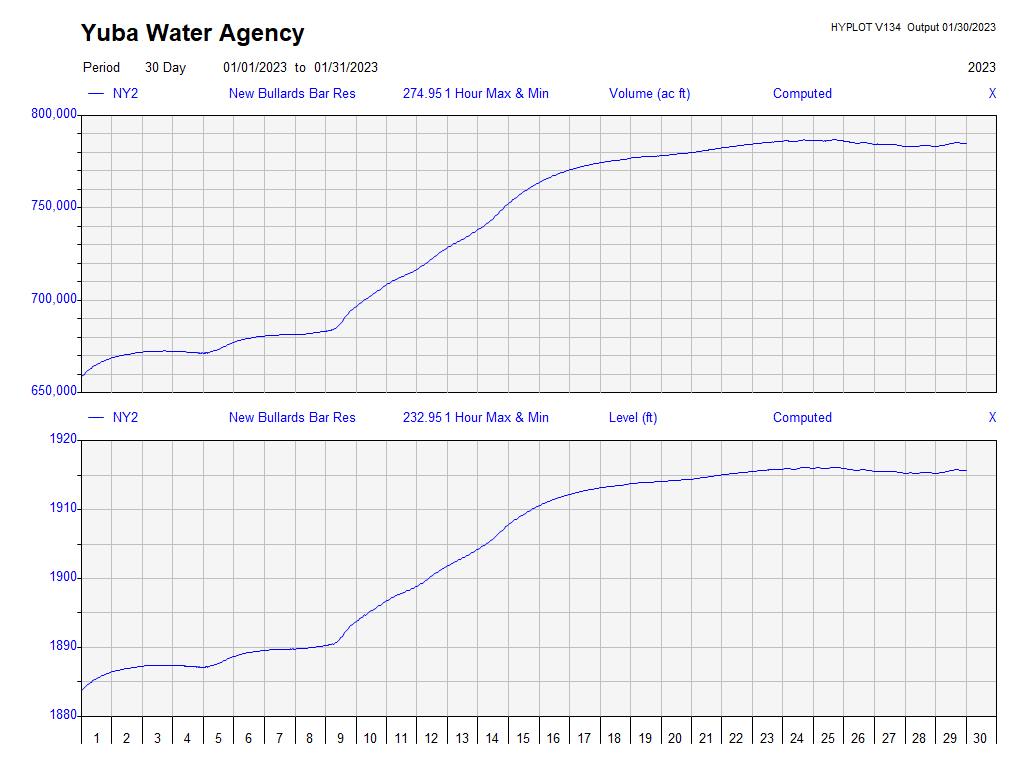 Yuba Water Agency
HYPLOT V134 Output 01/30/2023
Period 30 Day 01/01/2023 to 01/31/2023 2023
NY2 New Bullards Bar Res 274.95 1 Hour Max & Min Volume (ac ft) Computed X
800,000
750,000
700,000
650,000
NY2 New Bullards Bar Res 232.95 1 Hour Max & Min Level (ft) Computed X
1920
1910
1900
1890
1880
1 2 3 4 5 6 7 8 9 10 11 12 13 14 15 16 17 18 19 20 21 22 23 24 25 26 27 28 29 30